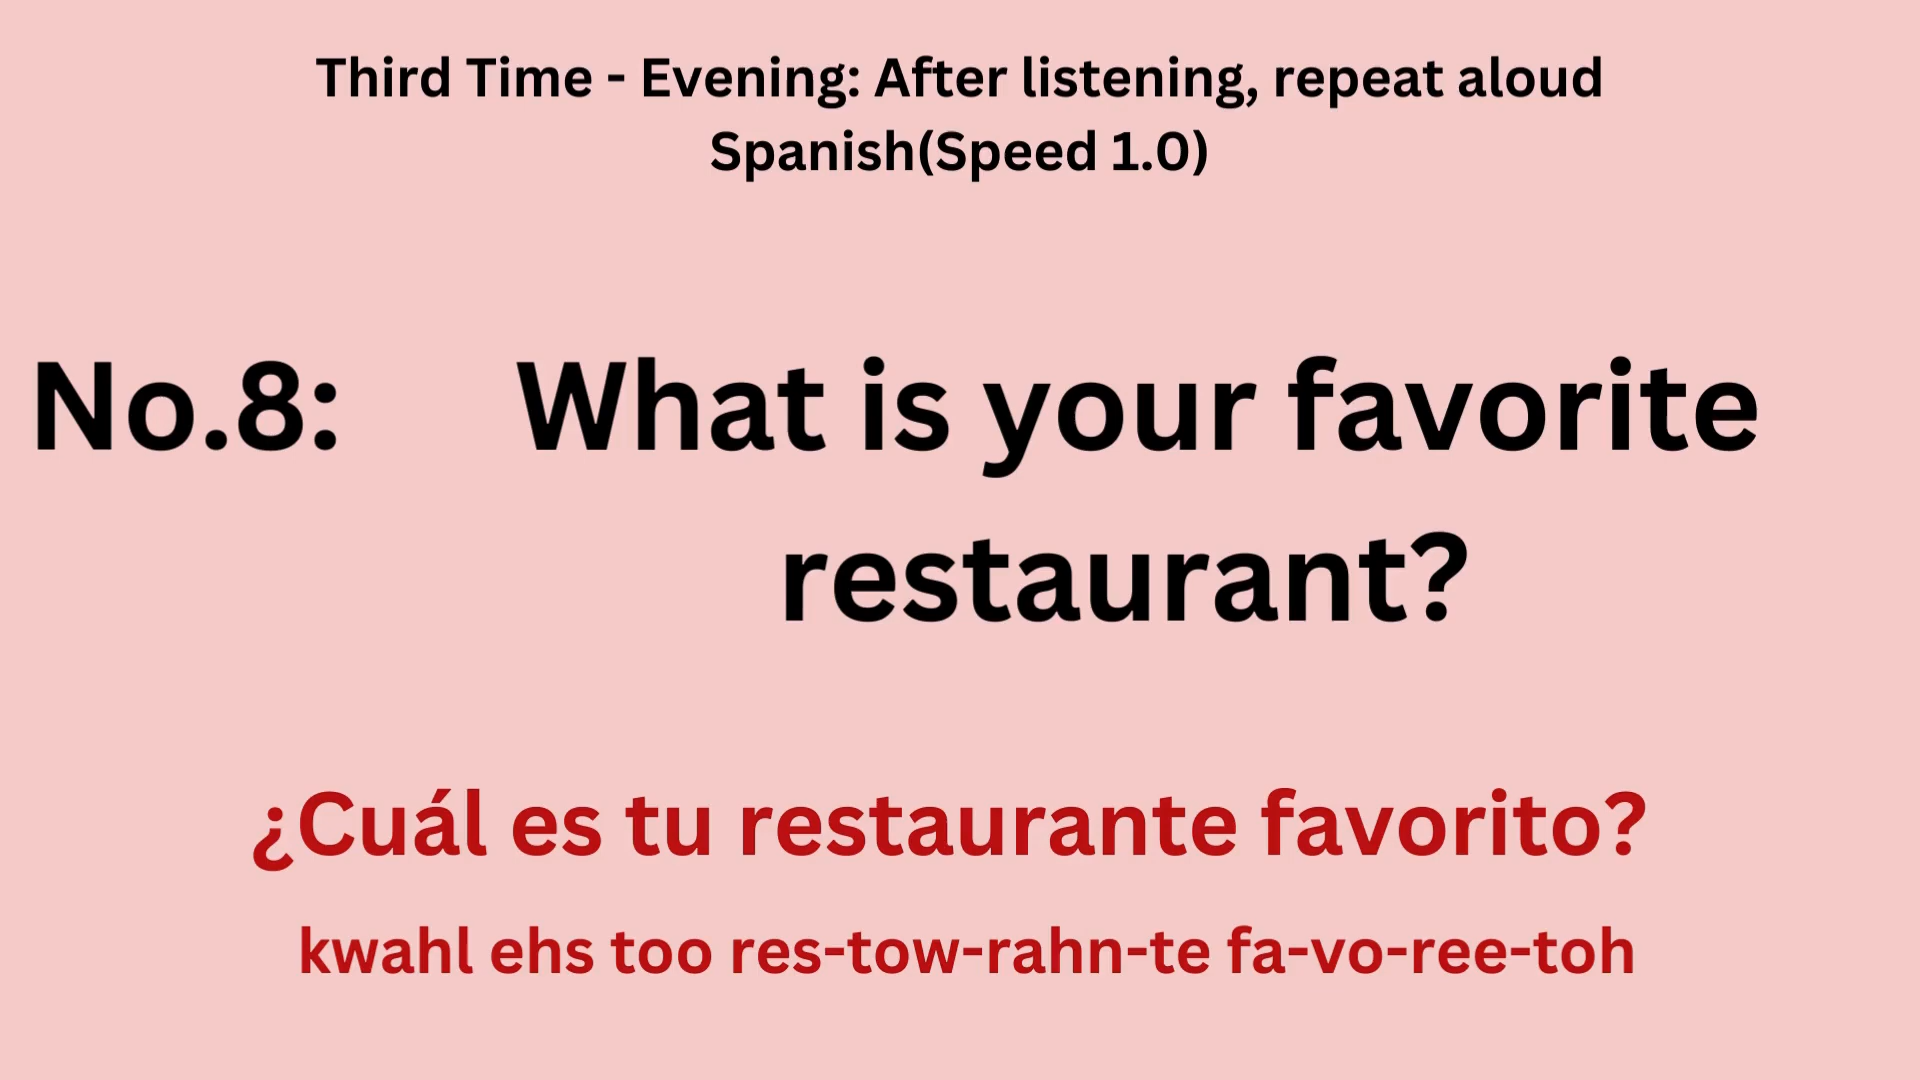 Third Time - Evening: After listening, repeat aloud
Spanish(Speed 1.0)
No.8: What is your favorite
restaurant?
¿Cuál es tu restaurante favorito?
kwahl ehs too res-tow-rahn-te fa-vo-ree-toh